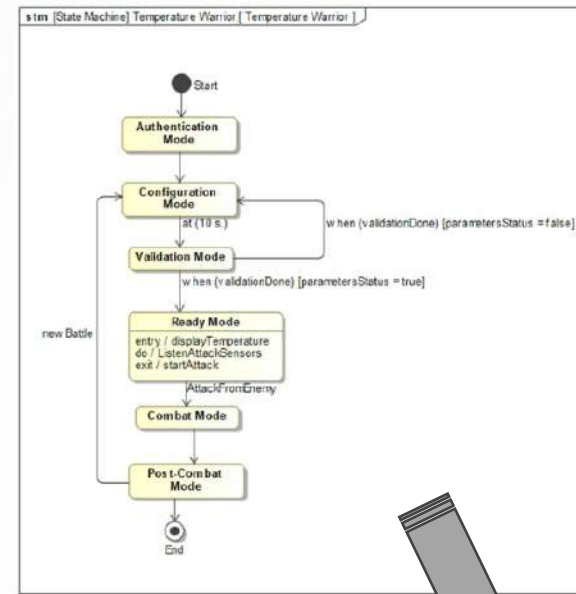 stm [State Machine] Temperature Warrior [ Temperature Warrior ]
Start
Authentication
Mode
Configuration
Mode
at (10 s.)
when (validationDone) [parametersStatus = false]
Validation Mode
when (validationDone) [parametersStatus = true]
Ready Mode
entry / displayTemperature
do / ListenAttackSensors
exit / startAttack
new Battle
AttackFromEnemy
Combat Mode
Post-Combat
Mode
End